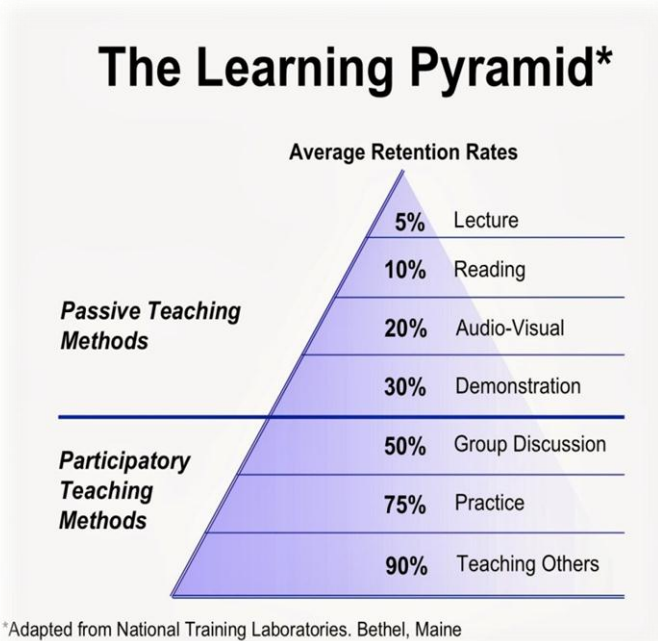 The Learning Pyramid*
Average Retention Rates
5% Lecture
10% Reading
Passive Teaching
Methods
20% Audio-Visual
30% Demonstration
50% Group Discussion
Participatory
Teaching
Methods
75% Practice
90% Teaching Others
*Adapted from National Training Laboratories. Bethel, Maine